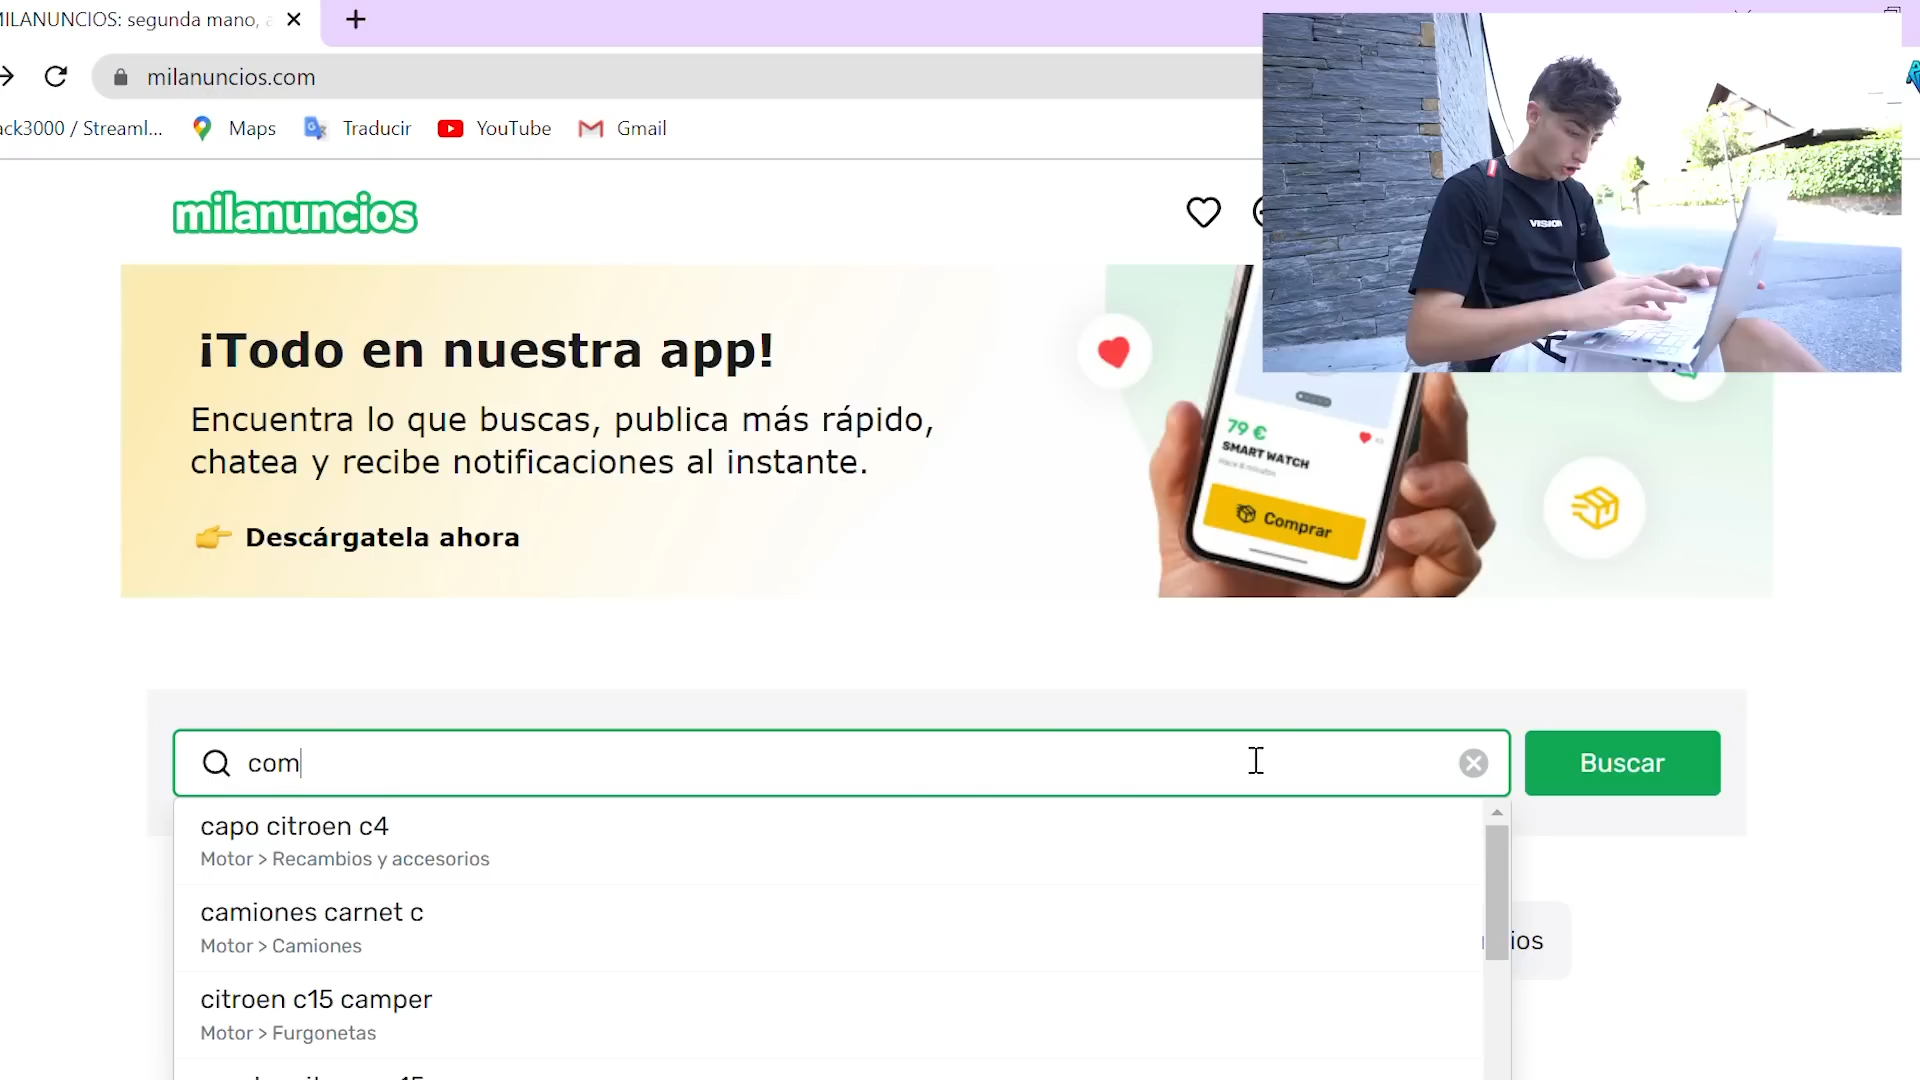 MILANUNCIOS: segunda mano,
milanuncios.com
ack3000 / Streaml...
Maps
Traducir
YouTube
Gmail
milanuncios
¡Todo en nuestra app!
Encuentra lo que buscas, publica más rápido,
chatea y recibe notificaciones al instante.
Descárgatela ahora
VISION
79 €
SMART WATCH
Comprar
com
Buscar
capo citroen c4
Motor > Recambios y accesorios
camiones carnet c
Motor > Camiones
ios
citroen c15 camper
Motor > Furgonetas